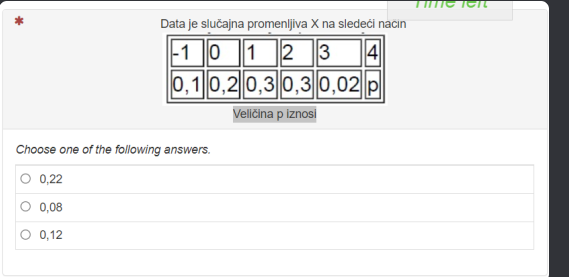 Time left
* Data je slučajna promenljiva X na sledeći način
-1 0 1 2 3 4
0,1 0,2 0,3 0,3 0,02 p
Veličina p iznosi
Choose one of the following answers.
0,22
0,08
0,12